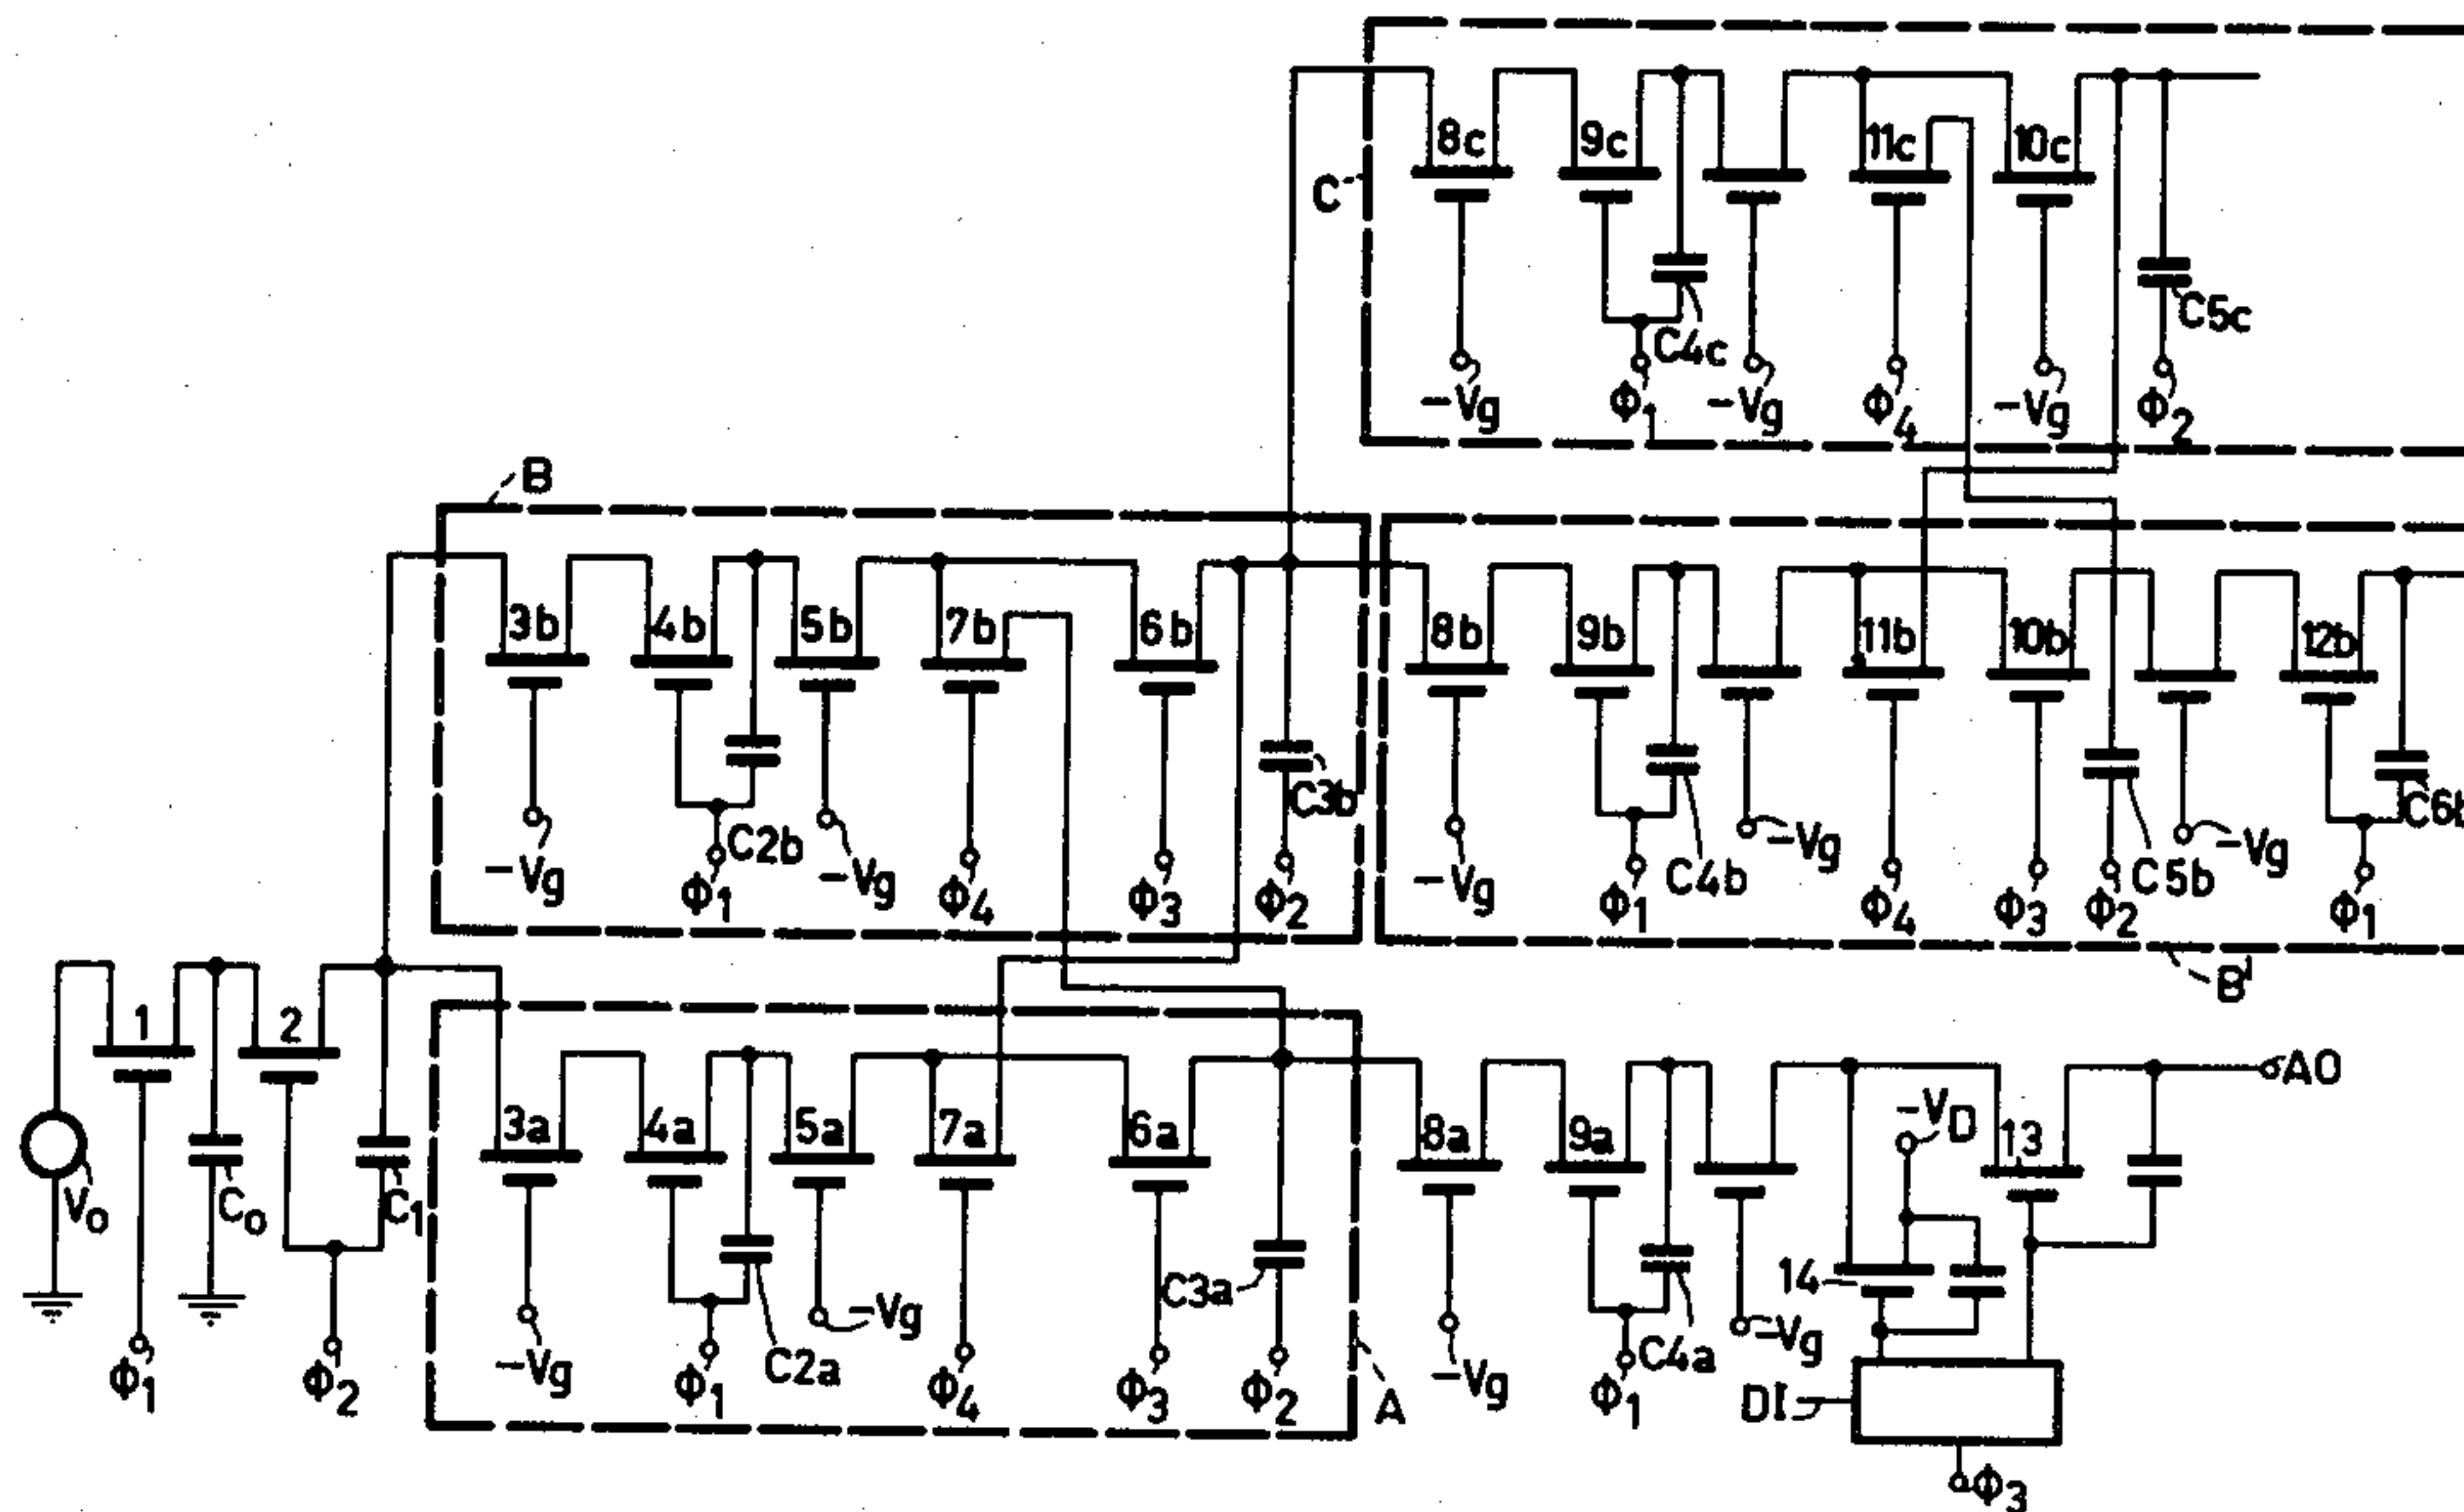 8c 9c 11c 10c
C
C4c C5c
-Vg Φ1 -Vg Φ4 -Vg Φ2
B
3b 4b 5b 7b 6b 8b 9b 11b 10b 12b
C2b C3b C4b C5b C6b
-Vg Φ1 -Vg Φ4 Φ3 Φ2 -Vg Φ1 -Vg Φ4 Φ3 Φ2 -Vg Φ1
B'
1 2 3a 4a 5a 7a 6a 8a 9a -VD 13 AO
Vo Co C1 C2a -Vg C3a C4a -Vg 14
Φ1 Φ2 -Vg Φ1 Φ4 Φ3 Φ2 A -Vg Φ1 DI
Φ3